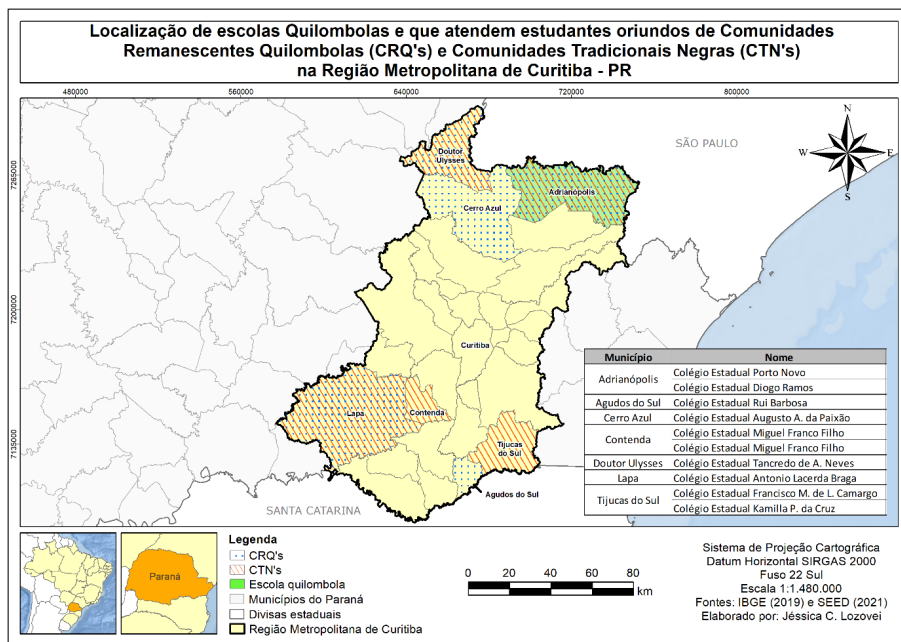 Localização de escolas Quilombolas e que atendem estudantes oriundos de Comunidades
Remanescentes Quilombolas (CRQ's) e Comunidades Tradicionais Negras (CTN's)
na Região Metropolitana de Curitiba - PR
480000 560000 640000 720000 800000
7265000
7200000
7135000
SÃO PAULO
N
W E
S
Doutor
Ulysses
Adrianópolis
Cerro Azul
Curitiba
Lapa
Contenda
Tijucas
do Sul
Agudos do Sul
SANTA CATARINA
Município Nome
Adrianópolis Colégio Estadual Porto Novo
Colégio Estadual Diogo Ramos
Agudos do Sul Colégio Estadual Rui Barbosa
Cerro Azul Colégio Estadual Augusto A. da Paixão
Contenda Colégio Estadual Miguel Franco Filho
Colégio Estadual Miguel Franco Filho
Doutor Ulysses Colégio Estadual Tancredo de A. Neves
Lapa Colégio Estadual Antonio Lacerda Braga
Tijucas do Sul Colégio Estadual Francisco M. de L. Camargo
Colégio Estadual Kamilla P. da Cruz
Paraná
Legenda
CRQ's
CTN's
Escola quilombola
Municípios do Paraná
Divisas estaduais
Região Metropolitana de Curitiba
0 20 40 60 80
km
Sistema de Projeção Cartográfica
Datum Horizontal SIRGAS 2000
Fuso 22 Sul
Escala 1:1.480.000
Fontes: IBGE (2019) e SEED (2021)
Elaborado por: Jéssica C. Lozovei